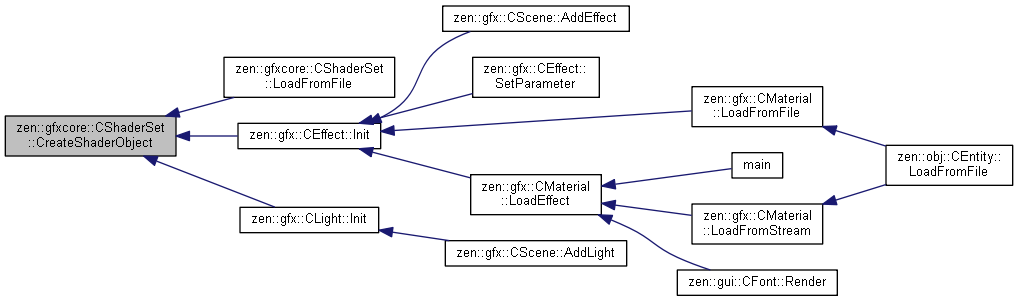 zen::gfx::CScene::AddEffect
zen::gfxcore::CShaderSet
::LoadFromFile
zen::gfx::CEffect::
SetParameter
zen::gfx::CMaterial
::LoadFromFile
zen::gfxcore::CShaderSet
::CreateShaderObject
zen::gfx::CEffect::Init
main
zen::obj::CEntity::
LoadFromFile
zen::gfx::CMaterial
::LoadEffect
zen::gfx::CLight::Init
zen::gfx::CMaterial
::LoadFromStream
zen::gfx::CScene::AddLight
zen::gui::CFont::Render